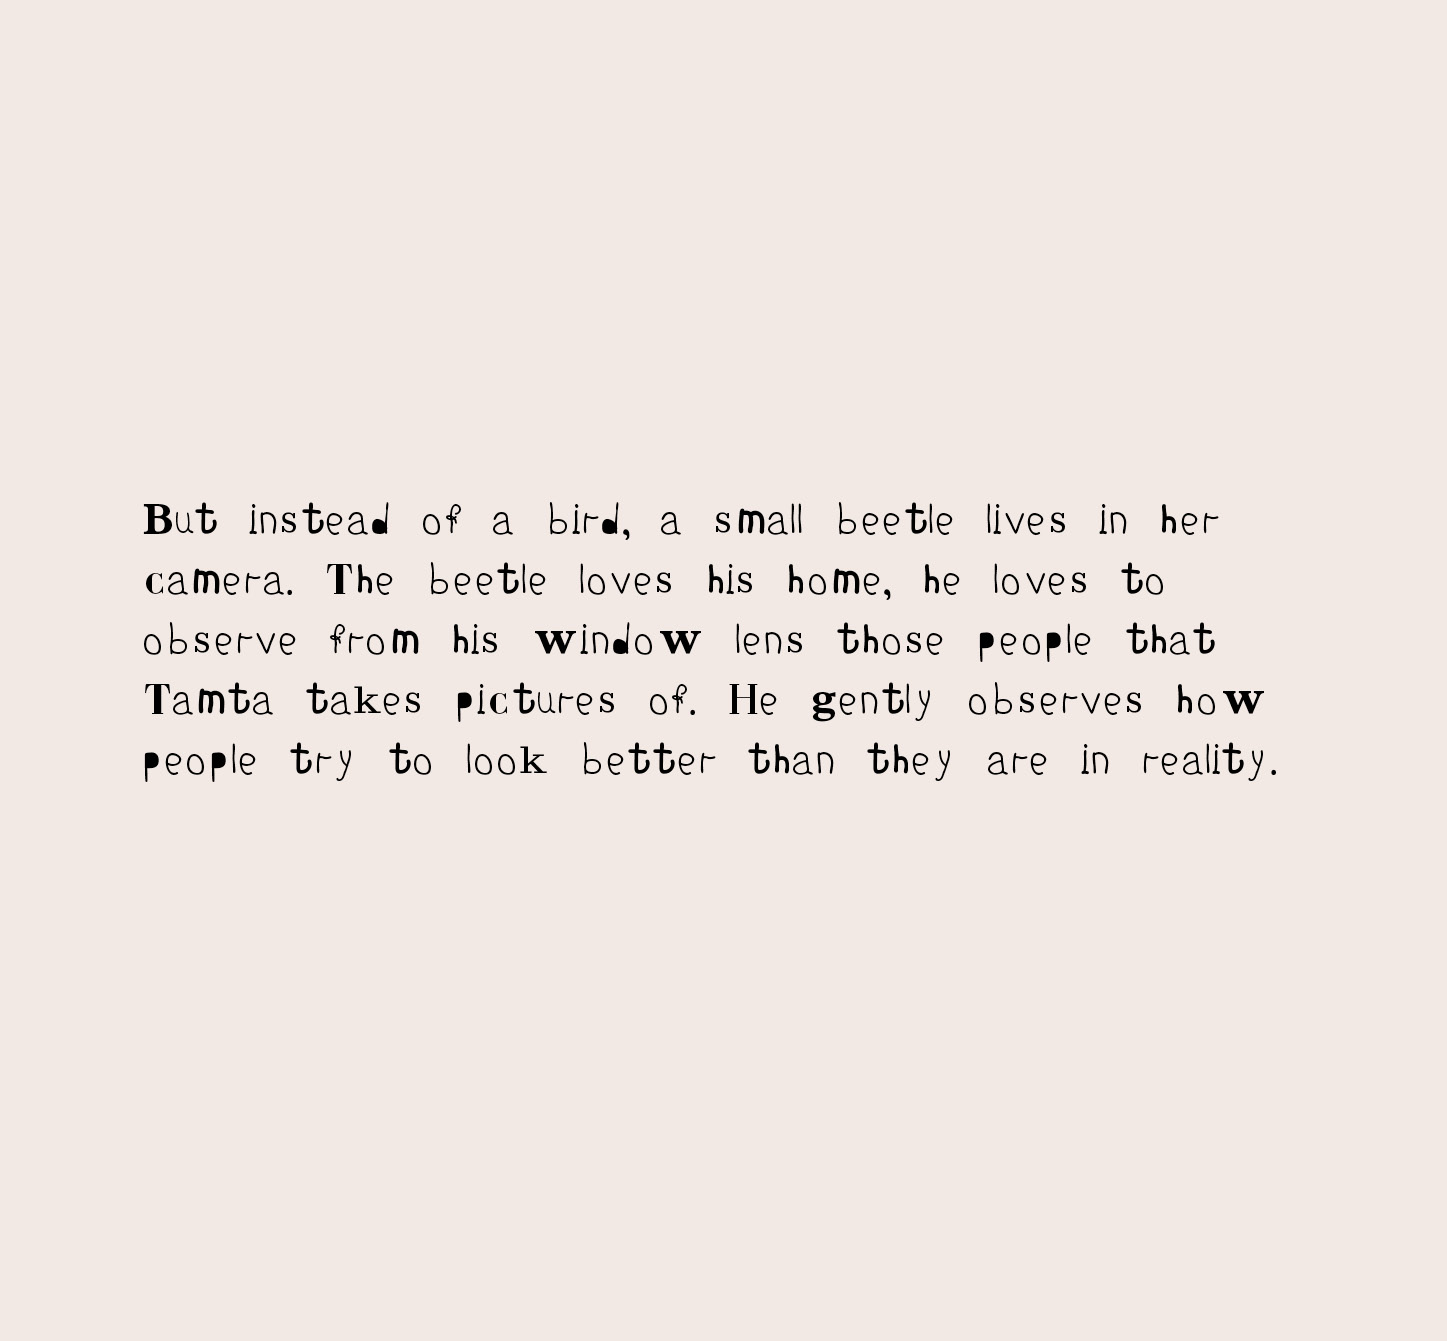 But instead of a bird, a small beetle lives in her
camera. The beetle loves his home, he loves to
observe from his window lens those people that
Tamta takes pictures of. He gently observes how
people try to look better than they are in reality.